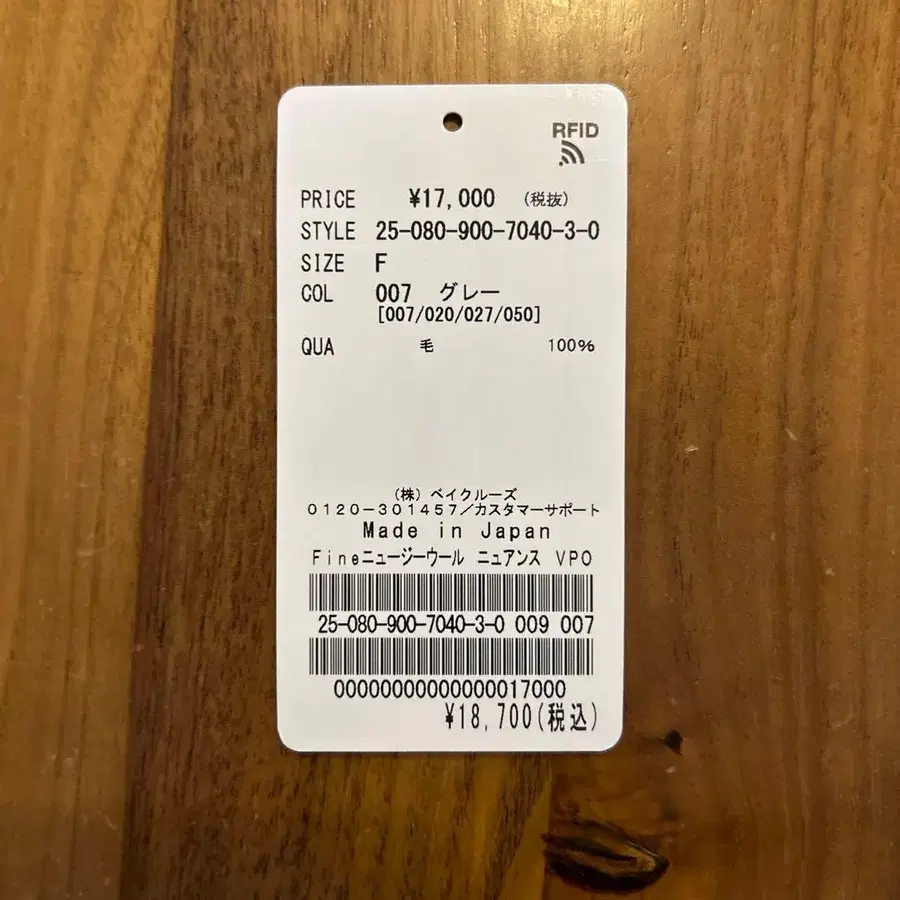 RFID
PRICE ¥17,000 (税抜)
STYLE 25-080-900-7040-3-0
SIZE F
COL 007 グレー
[007/020/027/050]
QUA 毛 100%
(株) ベイクルーズ
0120-301457/カスタマーサポート
Made in Japan
Fineニュージーウール ニュアンス VPO
25-080-900-7040-3-0 009 007
000000000000000017000
¥18,700(税込)